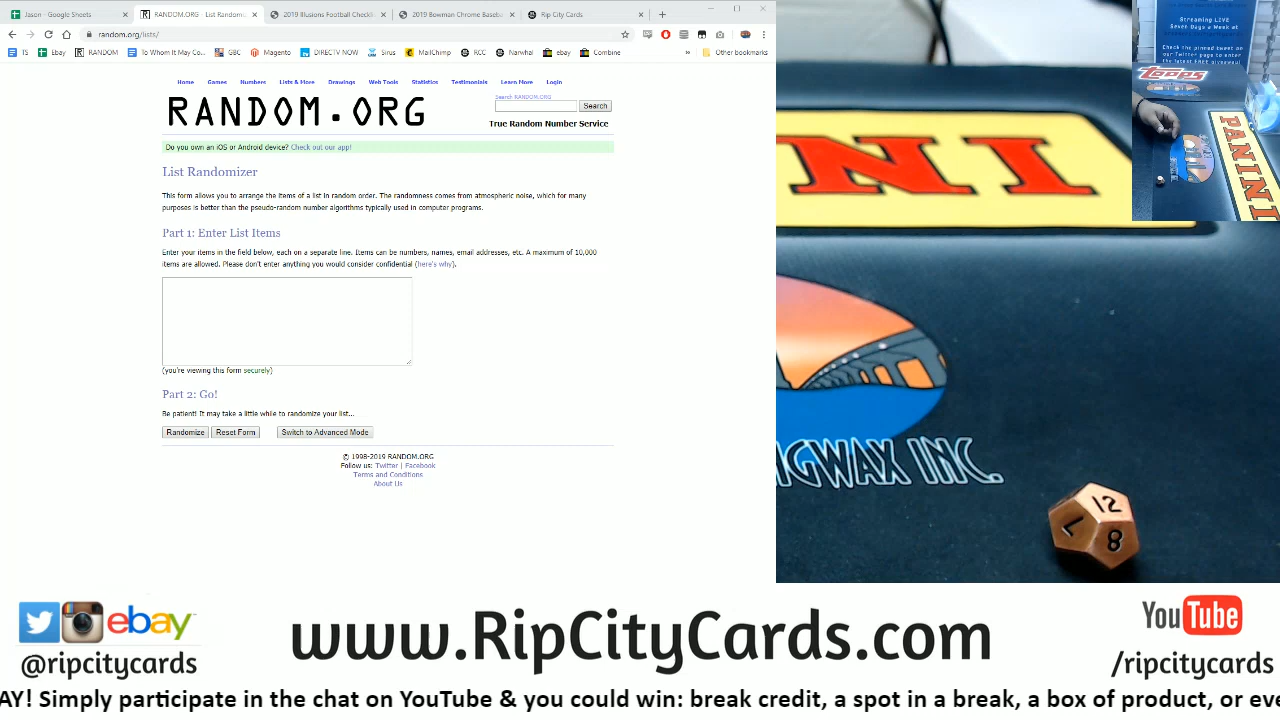 Jason - Google Sheets
RANDOM.ORG - List Randomi
2019 Illusions Football Checkli
2019 Bowman Chrome Baseba
Rip City Cards
random.org/lists/
TS
Ebay
RANDOM
To Whom It May Co...
GBC
Magento
DIRECTV NOW
Sirus
MailChimp
RCC
Narwhal
ebay
Combine
Other bookmarks
Home Games Numbers Lists & More Drawings Web Tools Statistics Testimonials Learn More Login
RANDOM.ORG
Search RANDOM.ORG
Search
True Random Number Service
Do you own an iOS or Android device? Check out our app!
List Randomizer
This form allows you to arrange the items of a list in random order. The randomness comes from atmospheric noise, which for many
purposes is better than the pseudo-random number algorithms typically used in computer programs.
Part 1: Enter List Items
Enter your items in the field below, each on a separate line. Items can be numbers, names, email addresses, etc. A maximum of 10,000
items are allowed. Please don't enter anything you would consider confidential (here's why).
(you're viewing this form securely)
Part 2: Go!
Be patient! It may take a little while to randomize your list...
Randomize Reset Form Switch to Advanced Mode
© 1998-2019 RANDOM.ORG
Follow us: Twitter | Facebook
Terms and Conditions
About Us
NI
GWAX INC.
12
7
8
Streaming LIVE
Seven Days a Week at
Check the pinned tweet on
our Twitter page to enter
the latest FREE giveaway!
Topps
PANINI
ebay
@ripcitycards
www.RipCityCards.com
YouTube
/ripcitycards
AY! Simply participate in the chat on YouTube & you could win: break credit, a spot in a break, a box of product, or eve